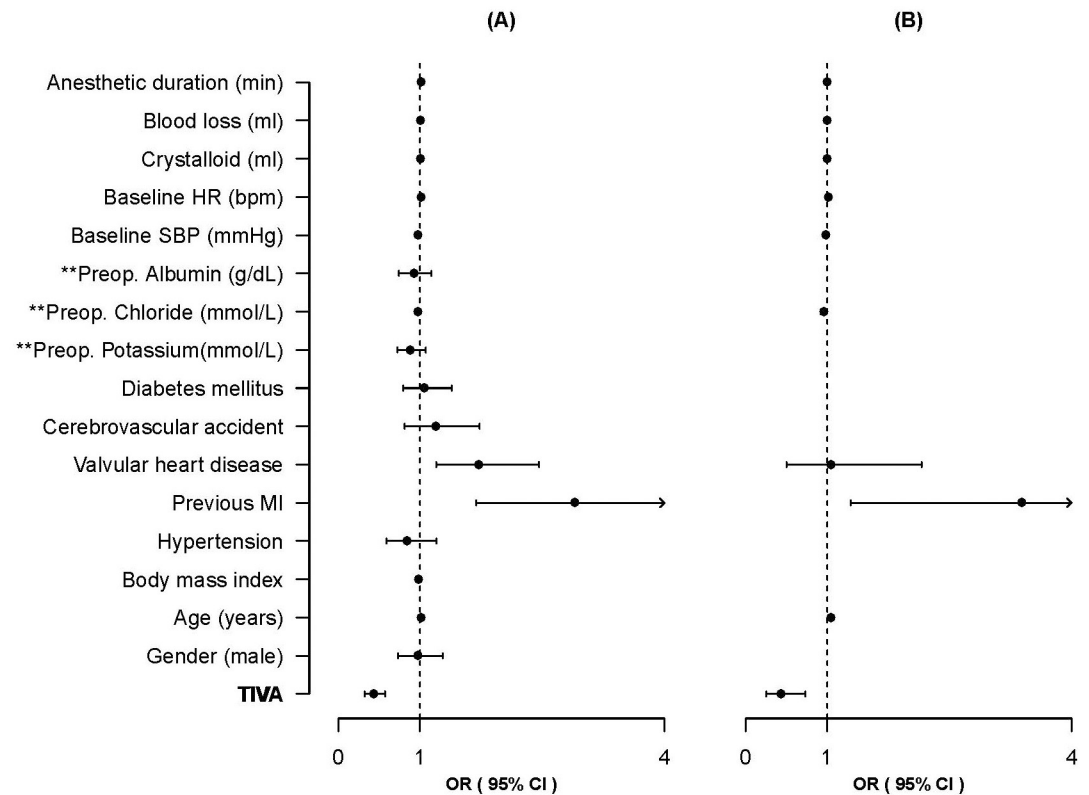 (A) (B)
Anesthetic duration (min)
Blood loss (ml)
Crystalloid (ml)
Baseline HR (bpm)
Baseline SBP (mmHg)
**Preop. Albumin (g/dL)
**Preop. Chloride (mmol/L)
**Preop. Potassium(mmol/L)
Diabetes mellitus
Cerebrovascular accident
Valvular heart disease
Previous MI
Hypertension
Body mass index
Age (years)
Gender (male)
TIVA
0 1 4 0 1 4
OR ( 95% CI ) OR ( 95% CI )